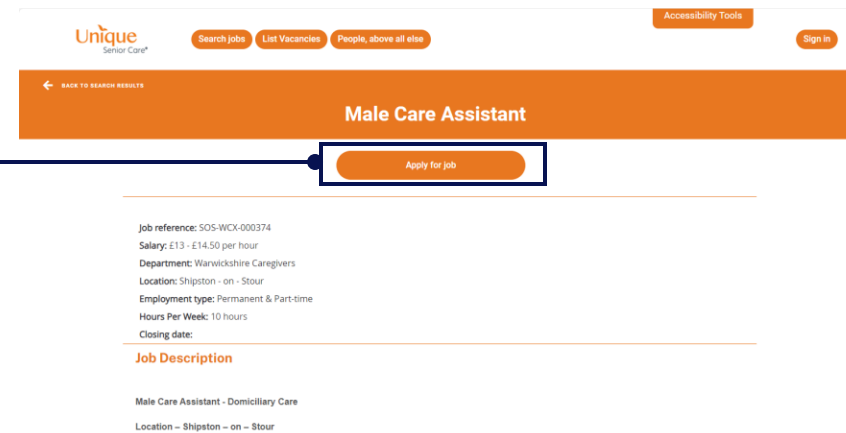 Accessibility Tools
Unique
Senior Care®
Search jobs
List Vacancies
People, above all else
Sign in
BACK TO SEARCH RESULTS
Male Care Assistant
Apply for job
Job reference: SOS-WCX-000374
Salary: £13 - £14.50 per hour
Department: Warwickshire Caregivers
Location: Shipston - on - Stour
Employment type: Permanent & Part-time
Hours Per Week: 10 hours
Closing date:
Job Description
Male Care Assistant - Domiciliary Care
Location – Shipston – on – Stour